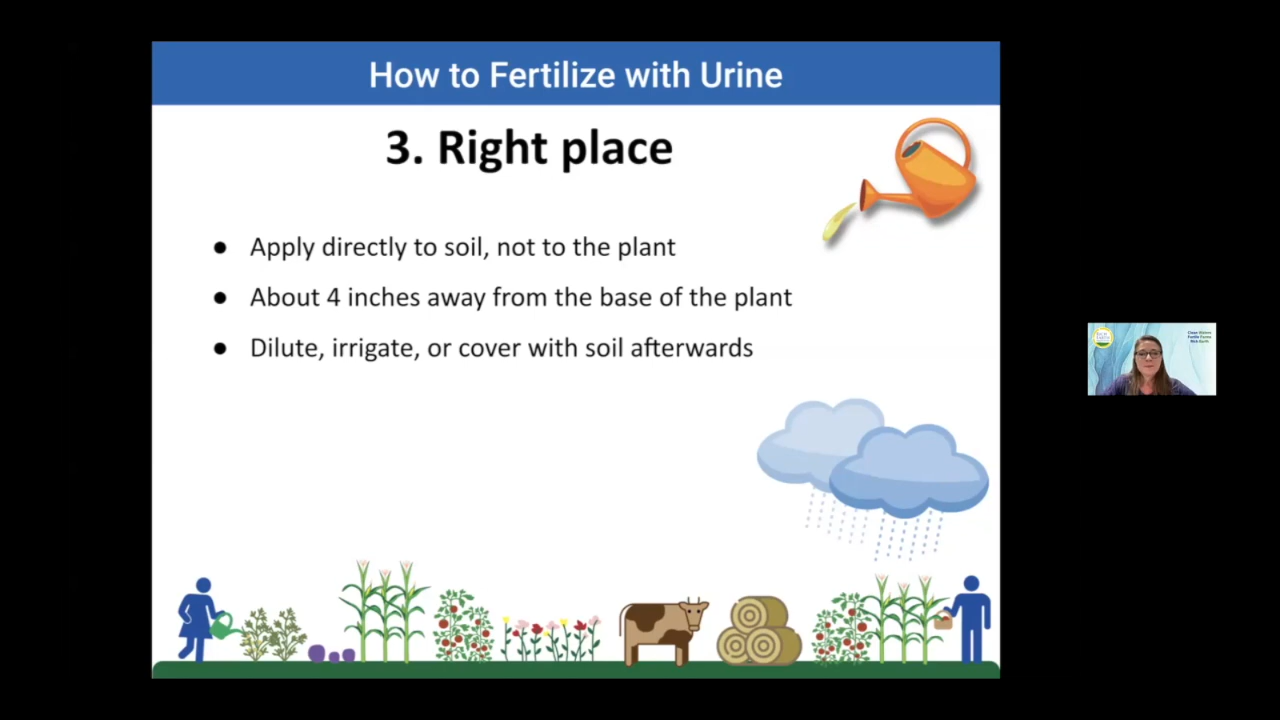 How to Fertilize with Urine
3. Right place
● Apply directly to soil, not to the plant
● About 4 inches away from the base of the plant
● Dilute, irrigate, or cover with soil afterwards